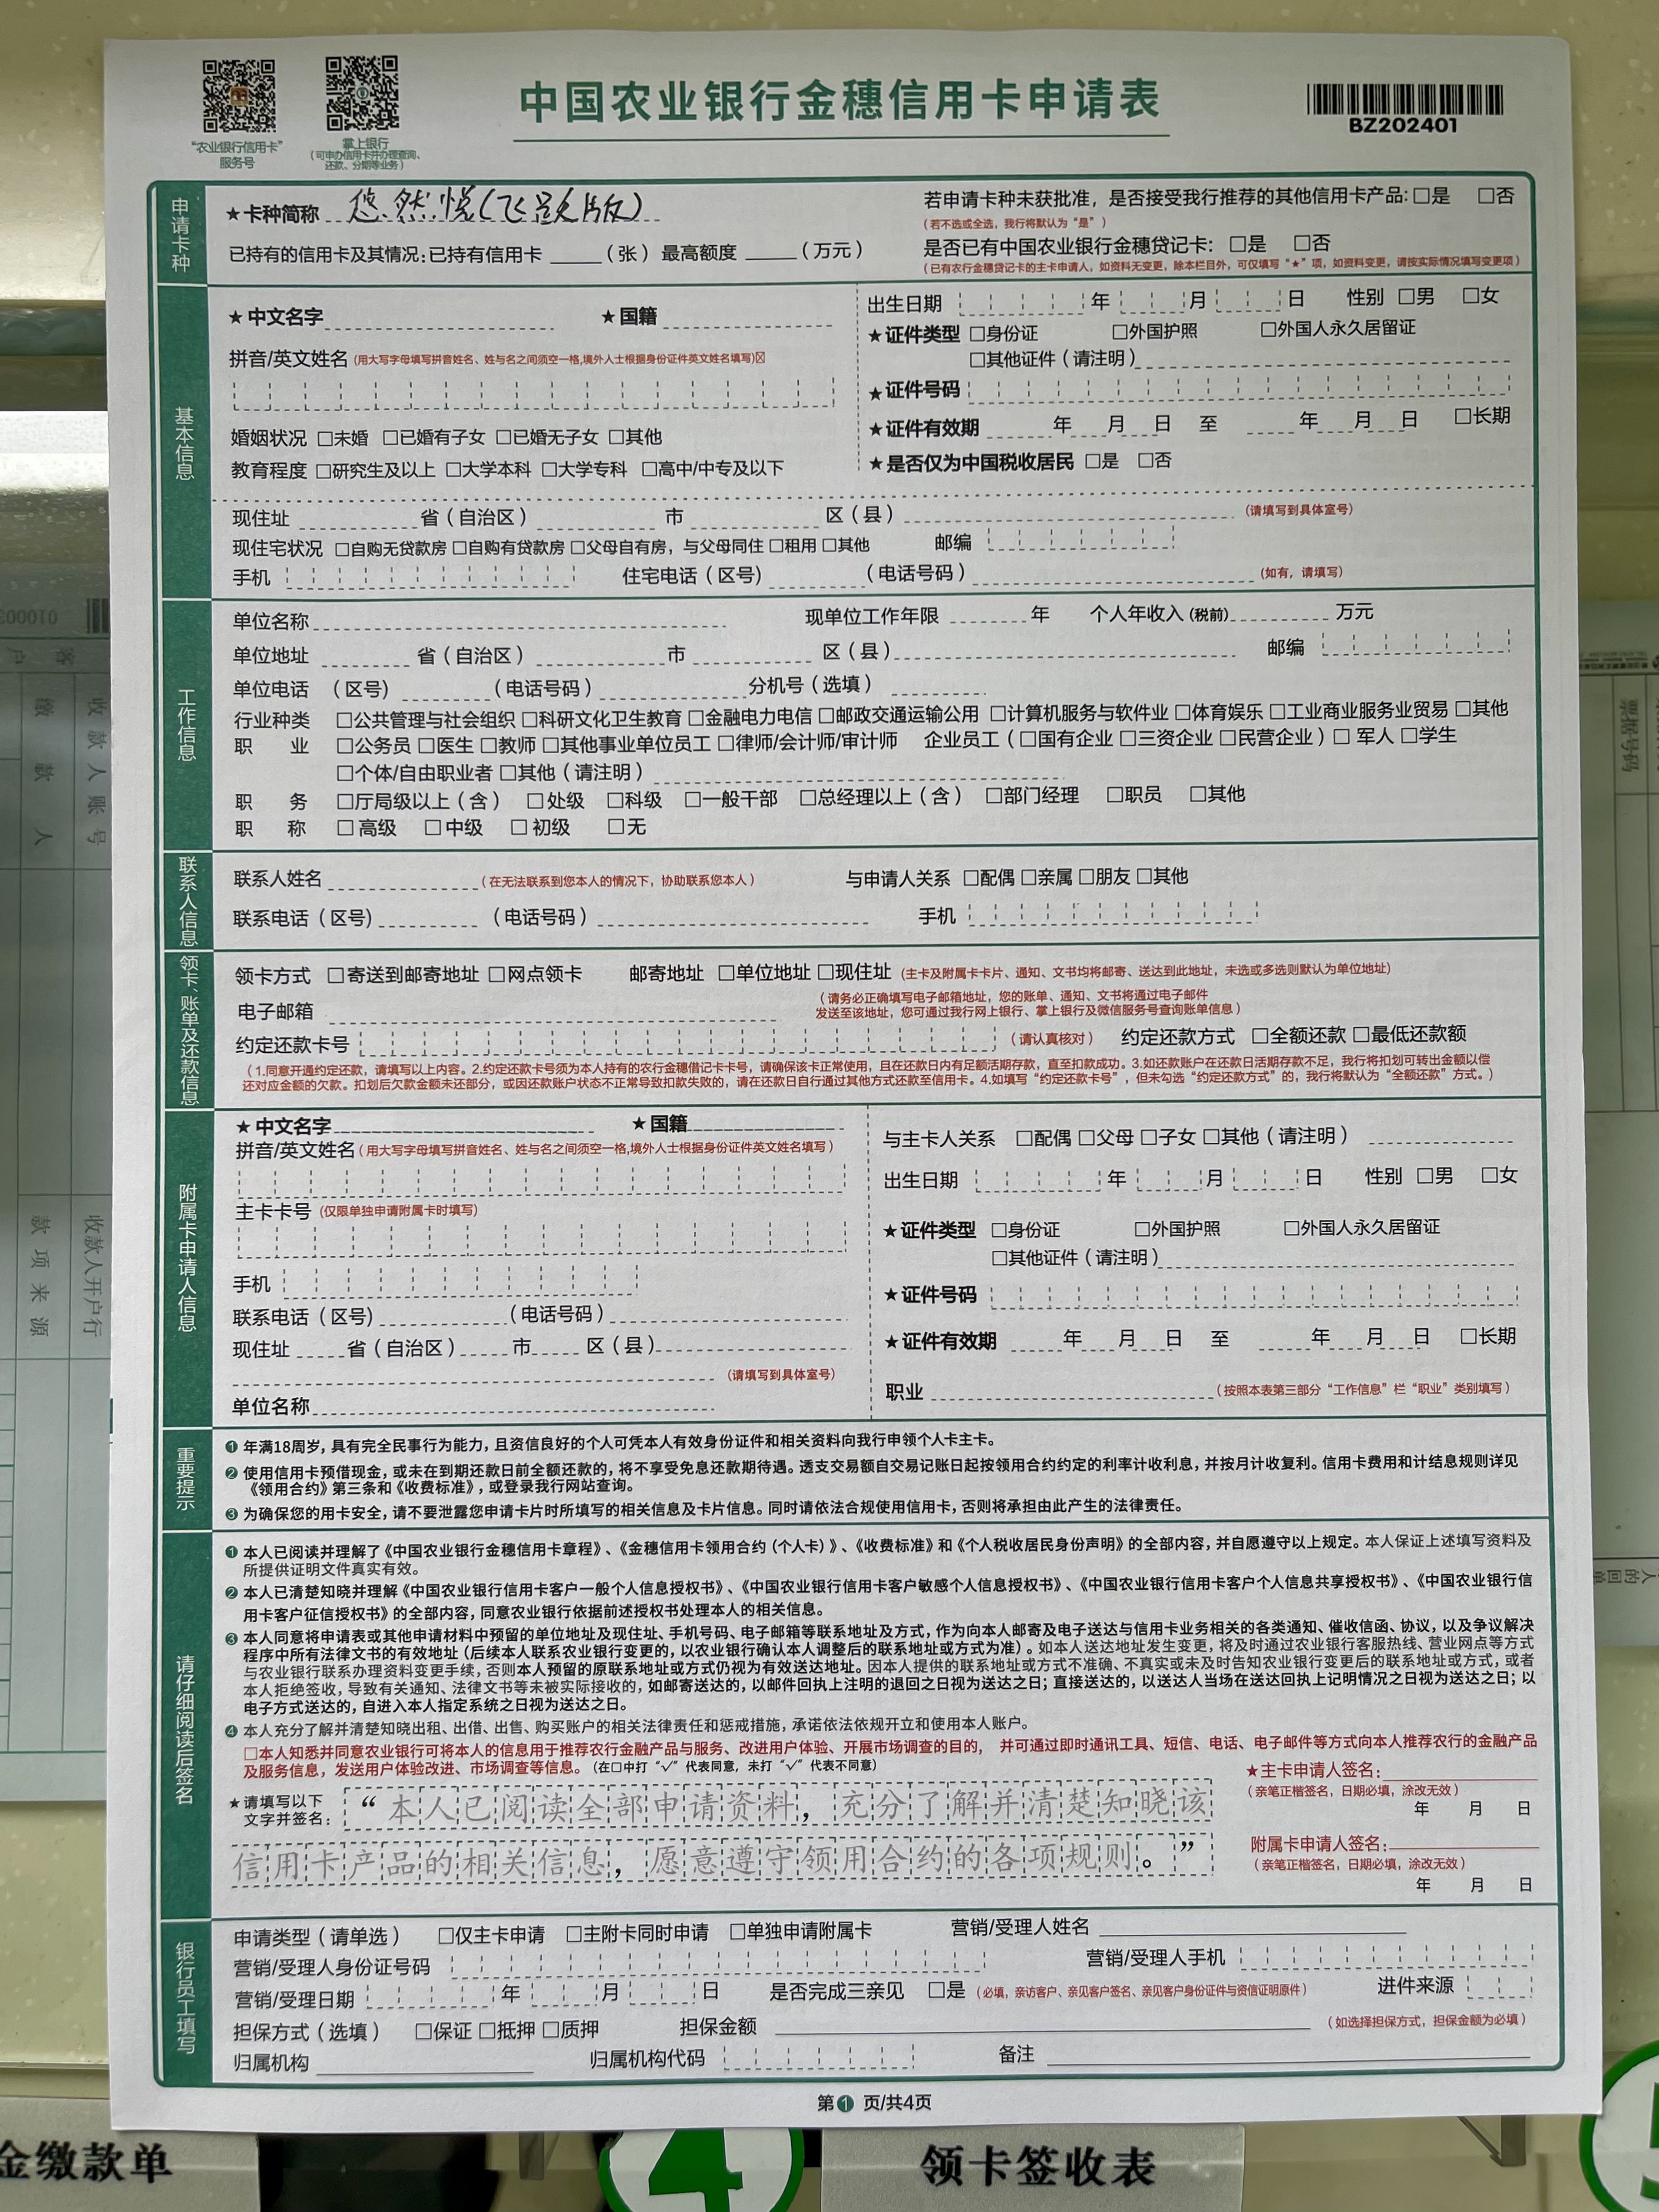 中国农业银行金穗信用卡申请表
BZ202401
“农业银行信用卡”
服务号
掌上银行
(可申办信用卡并办理查询、
还款、分期等业务)
申请卡种
★卡种简称 悠然悦(飞 版)
若申请卡种未获批准，是否接受我行推荐的其他信用卡产品：□是 □否
(若不选或全选，我行将默认为“是”)
已持有的信用卡及其情况：已持有信用卡 (张) 最高额度 (万元)
是否已有中国农业银行金穗贷记卡：□是 □否
(已有农行金穗贷记卡的主卡申请人，如资料无变更，除本栏目外，可仅填写“★”项，如资料变更，请按实际情况填写变更项)
基本信息
★中文名字 ★国籍
拼音/英文姓名(用大写字母填写拼音姓名、姓与名之间须空一格,境外人士根据身份证件英文姓名填写)
婚姻状况 □未婚 □已婚有子女 □已婚无子女 □其他
教育程度 □研究生及以上 □大学本科 □大学专科 □高中/中专及以下
出生日期 年 月 日 性别 □男 □女
★证件类型 □身份证 □外国护照 □外国人永久居留证
□其他证件(请注明)
★证件号码
★证件有效期 年 月 日 至 年 月 日 □长期
★是否仅为中国税收居民 □是 □否
现住址 省(自治区) 市 区(县) (请填写到具体室号)
现住宅状况 □自购无贷款房 □自购有贷款房 □父母自有房，与父母同住 □租用 □其他 邮编
手机 住宅电话(区号) (电话号码) (如有，请填写)
工作信息
单位名称 现单位工作年限 年 个人年收入(税前) 万元
单位地址 省(自治区) 市 区(县) 邮编
单位电话 (区号) (电话号码) 分机号(选填)
行业种类 □公共管理与社会组织 □科研文化卫生教育 □金融电力电信 □邮政交通运输公用 □计算机服务与软件业 □体育娱乐 □工业商业服务业贸易 □其他
职 业 □公务员 □医生 □教师 □其他事业单位员工 □律师/会计师/审计师 企业员工(□国有企业 □三资企业 □民营企业) □ 军人 □学生
□个体/自由职业者 □其他(请注明)
职 务 □厅局级以上(含) □处级 □科级 □一般干部 □总经理以上(含) □部门经理 □职员 □其他
职 称 □高级 □中级 □初级 □无
联系人信息
联系人姓名 (在无法联系到您本人的情况下，协助联系您本人) 与申请人关系 □配偶 □亲属 □朋友 □其他
联系电话(区号) (电话号码) 手机
领卡、账单及还款信息
领卡方式 □寄送到邮寄地址 □网点领卡 邮寄地址 □单位地址 □现住址 (主卡及附属卡卡片、通知、文书均将邮寄、送达到此地址，未选或多选则默认为单位地址)
电子邮箱 (请务必正确填写电子邮箱地址，您的账单、通知、文书将通过电子邮件
发送至该地址，您可通过我行网上银行、掌上银行及微信服务号查询账单信息)
约定还款卡号 (请认真核对) 约定还款方式 □全额还款 □最低还款额
(1.同意开通约定还款，请填写以上内容。2.约定还款卡号须为本人持有的农行金穗借记卡卡号，请确保该卡正常使用，且在还款日内有足额活期存款，直至扣款成功。3.如还款账户在还款日活期存款不足，我行将扣划可转出金额以偿
还对应金额的欠款。扣划后欠款金额未还部分，或因还款账户状态不正常导致扣款失败的，请在还款日自行通过其他方式还款至信用卡。4.如填写“约定还款卡号”，但未勾选“约定还款方式”的，我行将默认为“全额还款”方式。)
附属卡申请人信息
★中文名字 ★国籍
拼音/英文姓名(用大写字母填写拼音姓名、姓与名之间须空一格,境外人士根据身份证件英文姓名填写)
主卡卡号 (仅限单独申请附属卡时填写)
手机
联系电话(区号) (电话号码)
现住址 省(自治区) 市 区(县)
(请填写到具体室号)
单位名称
与主卡人关系 □配偶 □父母 □子女 □其他(请注明)
出生日期 年 月 日 性别 □男 □女
★证件类型 □身份证 □外国护照 □外国人永久居留证
□其他证件(请注明)
★证件号码
★证件有效期 年 月 日 至 年 月 日 □长期
职业 (按照本表第三部分“工作信息”栏“职业”类别填写)
重要提示
❶ 年满18周岁，具有完全民事行为能力，且资信良好的个人可凭本人有效身份证件和相关资料向我行申领个人卡主卡。
❷ 使用信用卡预借现金，或未在到期还款日前全额还款的，将不享受免息还款期待遇。透支交易额自交易记账日起按领用合约约定的利率计收利息，并按月计收复利。信用卡费用和计结息规则详见
《领用合约》第三条和《收费标准》，或登录我行网站查询。
❸ 为确保您的用卡安全，请不要泄露您申请卡片时所填写的相关信息及卡片信息。同时请依法合规使用信用卡，否则将承担由此产生的法律责任。
请仔细阅读后签名
❶ 本人已阅读并理解了《中国农业银行金穗信用卡章程》、《金穗信用卡领用合约(个人卡)》、《收费标准》和《个人税收居民身份声明》的全部内容，并自愿遵守以上规定。本人保证上述填写资料及
所提供证明文件真实有效。
❷ 本人已清楚知晓并理解《中国农业银行信用卡客户一般个人信息授权书》、《中国农业银行信用卡客户敏感个人信息授权书》、《中国农业银行信用卡客户个人信息共享授权书》、《中国农业银行信
用卡客户征信授权书》的全部内容，同意农业银行依据前述授权书处理本人的相关信息。
❸ 本人同意将申请表或其他申请材料中预留的单位地址及现住址、手机号码、电子邮箱等联系地址及方式，作为向本人邮寄及电子送达与信用卡业务相关的各类通知、催收信函、协议，以及争议解决
程序中所有法律文书的有效地址(后续本人联系农业银行变更的，以农业银行确认本人调整后的联系地址或方式为准)。如本人送达地址发生变更，将及时通过农业银行客服热线、营业网点等方式
与农业银行联系办理资料变更手续，否则本人预留的原联系地址或方式仍视为有效送达地址。因本人提供的联系地址或方式不准确、不真实或未及时告知农业银行变更后的联系地址或方式，或者
本人拒绝签收，导致有关通知、法律文书等未被实际接收的，如邮寄送达的，以邮件回执上注明的退回之日视为送达之日；直接送达的，以送达人当场在送达回执上记明情况之日视为送达之日；以
电子方式送达的，自进入本人指定系统之日视为送达之日。
❹ 本人充分了解并清楚知晓出租、出借、出售、购买账户的相关法律责任和惩戒措施，承诺依法依规开立和使用本人账户。
□本人知悉并同意农业银行可将本人的信息用于推荐农行金融产品与服务、改进用户体验、开展市场调查的目的， 并可通过即时通讯工具、短信、电话、电子邮件等方式向本人推荐农行的金融产品
及服务信息，发送用户体验改进、市场调查等信息。(在□中打“√”代表同意，未打“√”代表不同意)
★请填写以下
文字并签名：
“本人已阅读全部申请资料，充分了解并清楚知晓该
信用卡产品的相关信息，愿意遵守领用合约的各项规则。”
★主卡申请人签名：
(亲笔正楷签名，日期必填，涂改无效)
年 月 日
附属卡申请人签名：
(亲笔正楷签名，日期必填，涂改无效)
年 月 日
银行员工填写
申请类型(请单选) □仅主卡申请 □主附卡同时申请 □单独申请附属卡 营销/受理人姓名
营销/受理人身份证号码 营销/受理人手机
营销/受理日期 年 月 日 是否完成三亲见 □是 (必填，亲访客户、亲见客户签名、亲见客户身份证件与资信证明原件) 进件来源
担保方式(选填) □保证 □抵押 □质押 担保金额 (如选择担保方式，担保金额为必填)
归属机构 归属机构代码 备注
第1页/共4页
金缴款单
4
领卡签收表
收款人账号
缴款人
收款人开户行
款项来源
票据号码